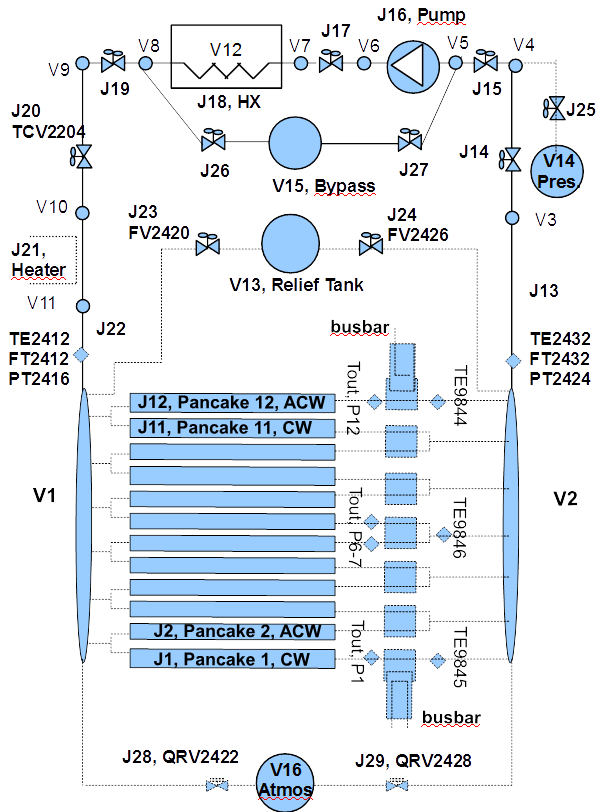 J16, Pump
J17
V9
V8
V12
V7
V6
V5
V4
J19
J18, HX
J15
J20
TCV2204
J25
J26
J27
J14
V14
Pres.
V15, Bypass
V10
J23
FV2420
J24
FV2426
V3
J21,
Heater
V13, Relief Tank
J13
V11
J22
busbar
TE2412
FT2412
PT2416
TE2432
FT2432
PT2424
Tout, P12
TE9844
J12, Pancake 12, ACW
J11, Pancake 11, CW
V1
V2
Tout, P6-7
TE9846
J2, Pancake 2, ACW
J1, Pancake 1, CW
Tout, P1
TE9845
busbar
J28, QRV2422
V16
Atmos
J29, QRV2428